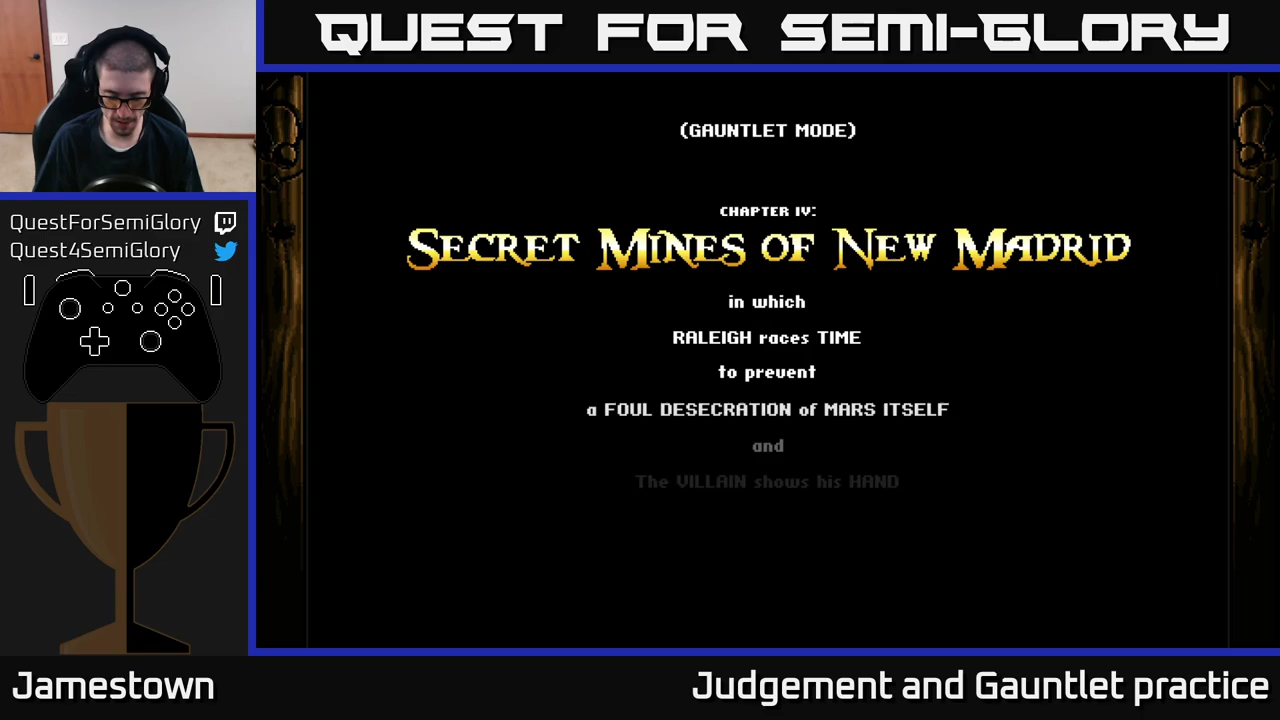 QUEST FOR SEMI-GLORY
QuestForSemiGlory
Quest4SemiGlory
(GAUNTLET MODE)
CHAPTER IV:
SECRET MINES OF NEW MADRID
in which
RALEIGH races TIME
to prevent
a FOUL DESECRATION of MARS ITSELF
and
The VILLAIN shows his HAND
Jamestown
Judgement and Gauntlet practice